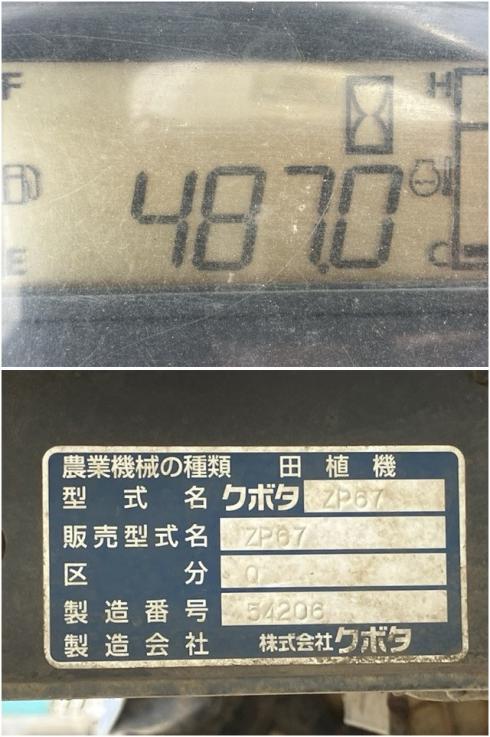 F
H
487.0
E
C
農業機械の種類 田植機
型式名 クボタ ZP67
販売型式名 ZP67
区分 Q
製造番号 54206
製造会社 株式会社クボタ